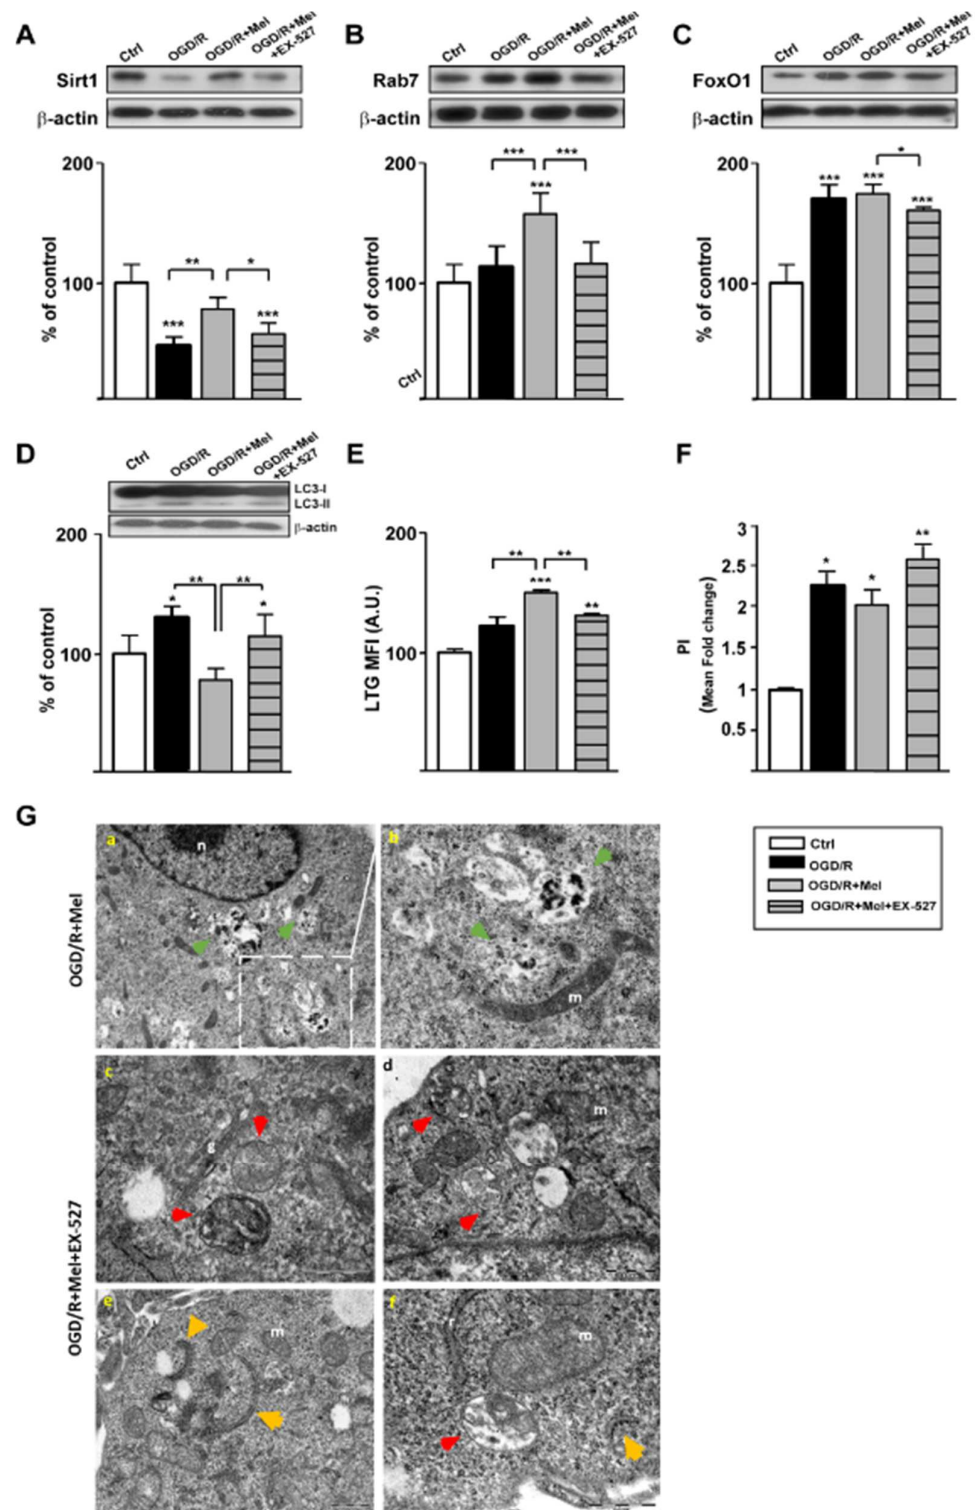 A
Ctrl
OGD/R
OGD/R+Mel
OGD/R+Mel
+EX-527
Sirt1
β-actin
200
100
% of control
***
**
*
***
B
Ctrl
OGD/R
OGD/R+Mel
OGD/R+Mel
+EX-527
Rab7
β-actin
200
100
% of control
Ctrl
***
***
***
C
Ctrl
OGD/R
OGD/R+Mel
OGD/R+Mel
+EX-527
FoxO1
β-actin
200
100
% of control
***
***
*
***
D
Ctrl
OGD/R
OGD/R+Mel
OGD/R+Mel
+EX-527
LC3-I
LC3-II
β-actin
200
100
% of control
*
**
**
*
E
200
100
LTG MFI (A.U.)
**
**
***
**
F
3
2.5
2
1.5
1
0.5
PI
(Mean Fold change)
*
*
**
G
OGD/R+Mel
a
n
b
m
OGD/R+Mel+EX-527
c
g
d
m
e
m
f
r
m
Ctrl
OGD/R
OGD/R+Mel
OGD/R+Mel+EX-527